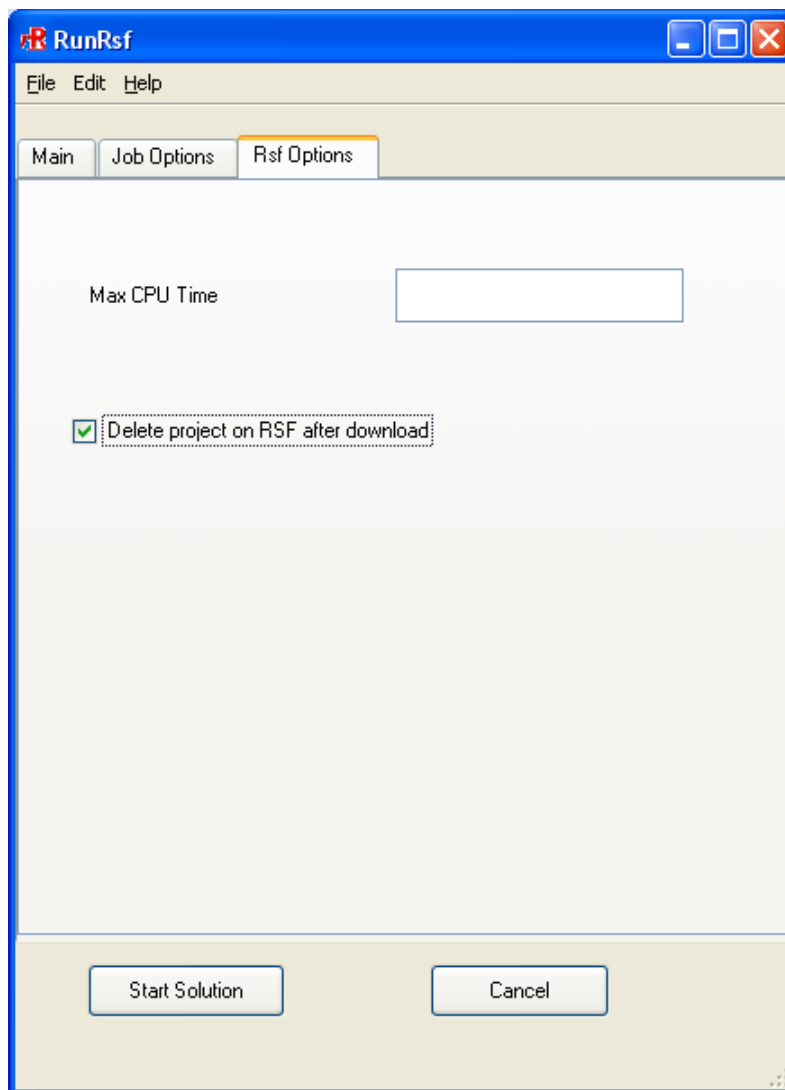 RunRsf
File Edit Help
Main Job Options Rsf Options
Max CPU Time
Delete project on RSF after download
Start Solution Cancel